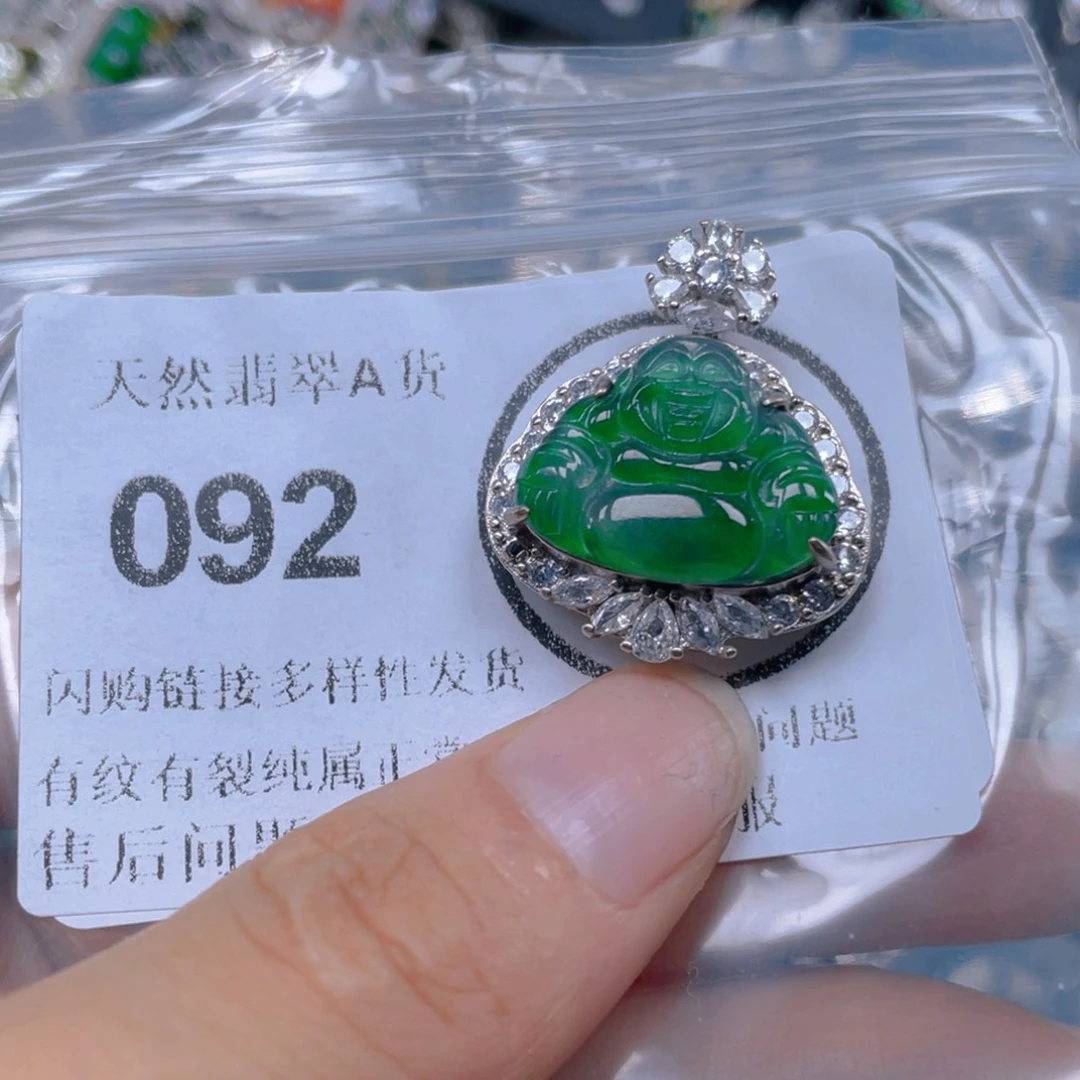 天然翡翠A货
092
闪购链接多样性发货
有纹有裂纯属正 问题
售后问